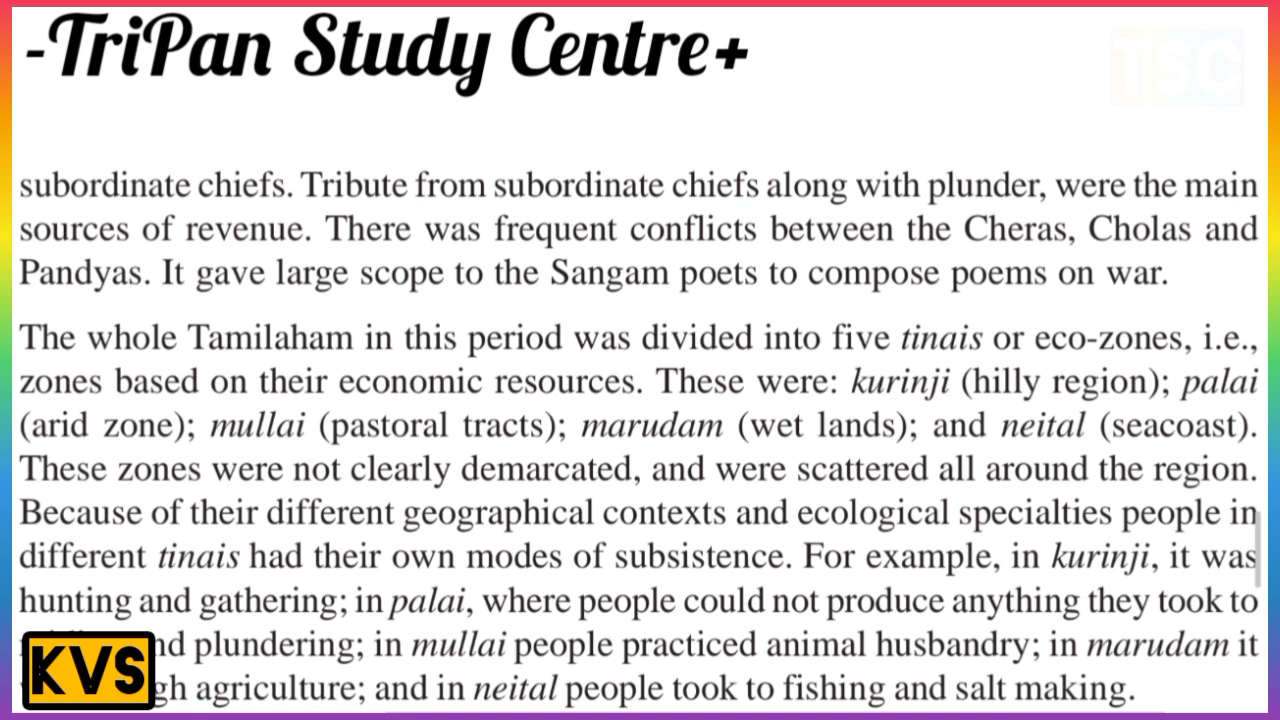 -TriPan Study Centre+
TSC
subordinate chiefs. Tribute from subordinate chiefs along with plunder, were the main
sources of revenue. There was frequent conflicts between the Cheras, Cholas and
Pandyas. It gave large scope to the Sangam poets to compose poems on war.
The whole Tamilaham in this period was divided into five tinais or eco-zones, i.e.,
zones based on their economic resources. These were: kurinji (hilly region); palai
(arid zone); mullai (pastoral tracts); marudam (wet lands); and neital (seacoast).
These zones were not clearly demarcated, and were scattered all around the region.
Because of their different geographical contexts and ecological specialties people in
different tinais had their own modes of subsistence. For example, in kurinji, it was
hunting and gathering; in palai, where people could not produce anything they took to
plundering; in mullai people practiced animal husbandry; in marudam it
agriculture; and in neital people took to fishing and salt making.
KVS